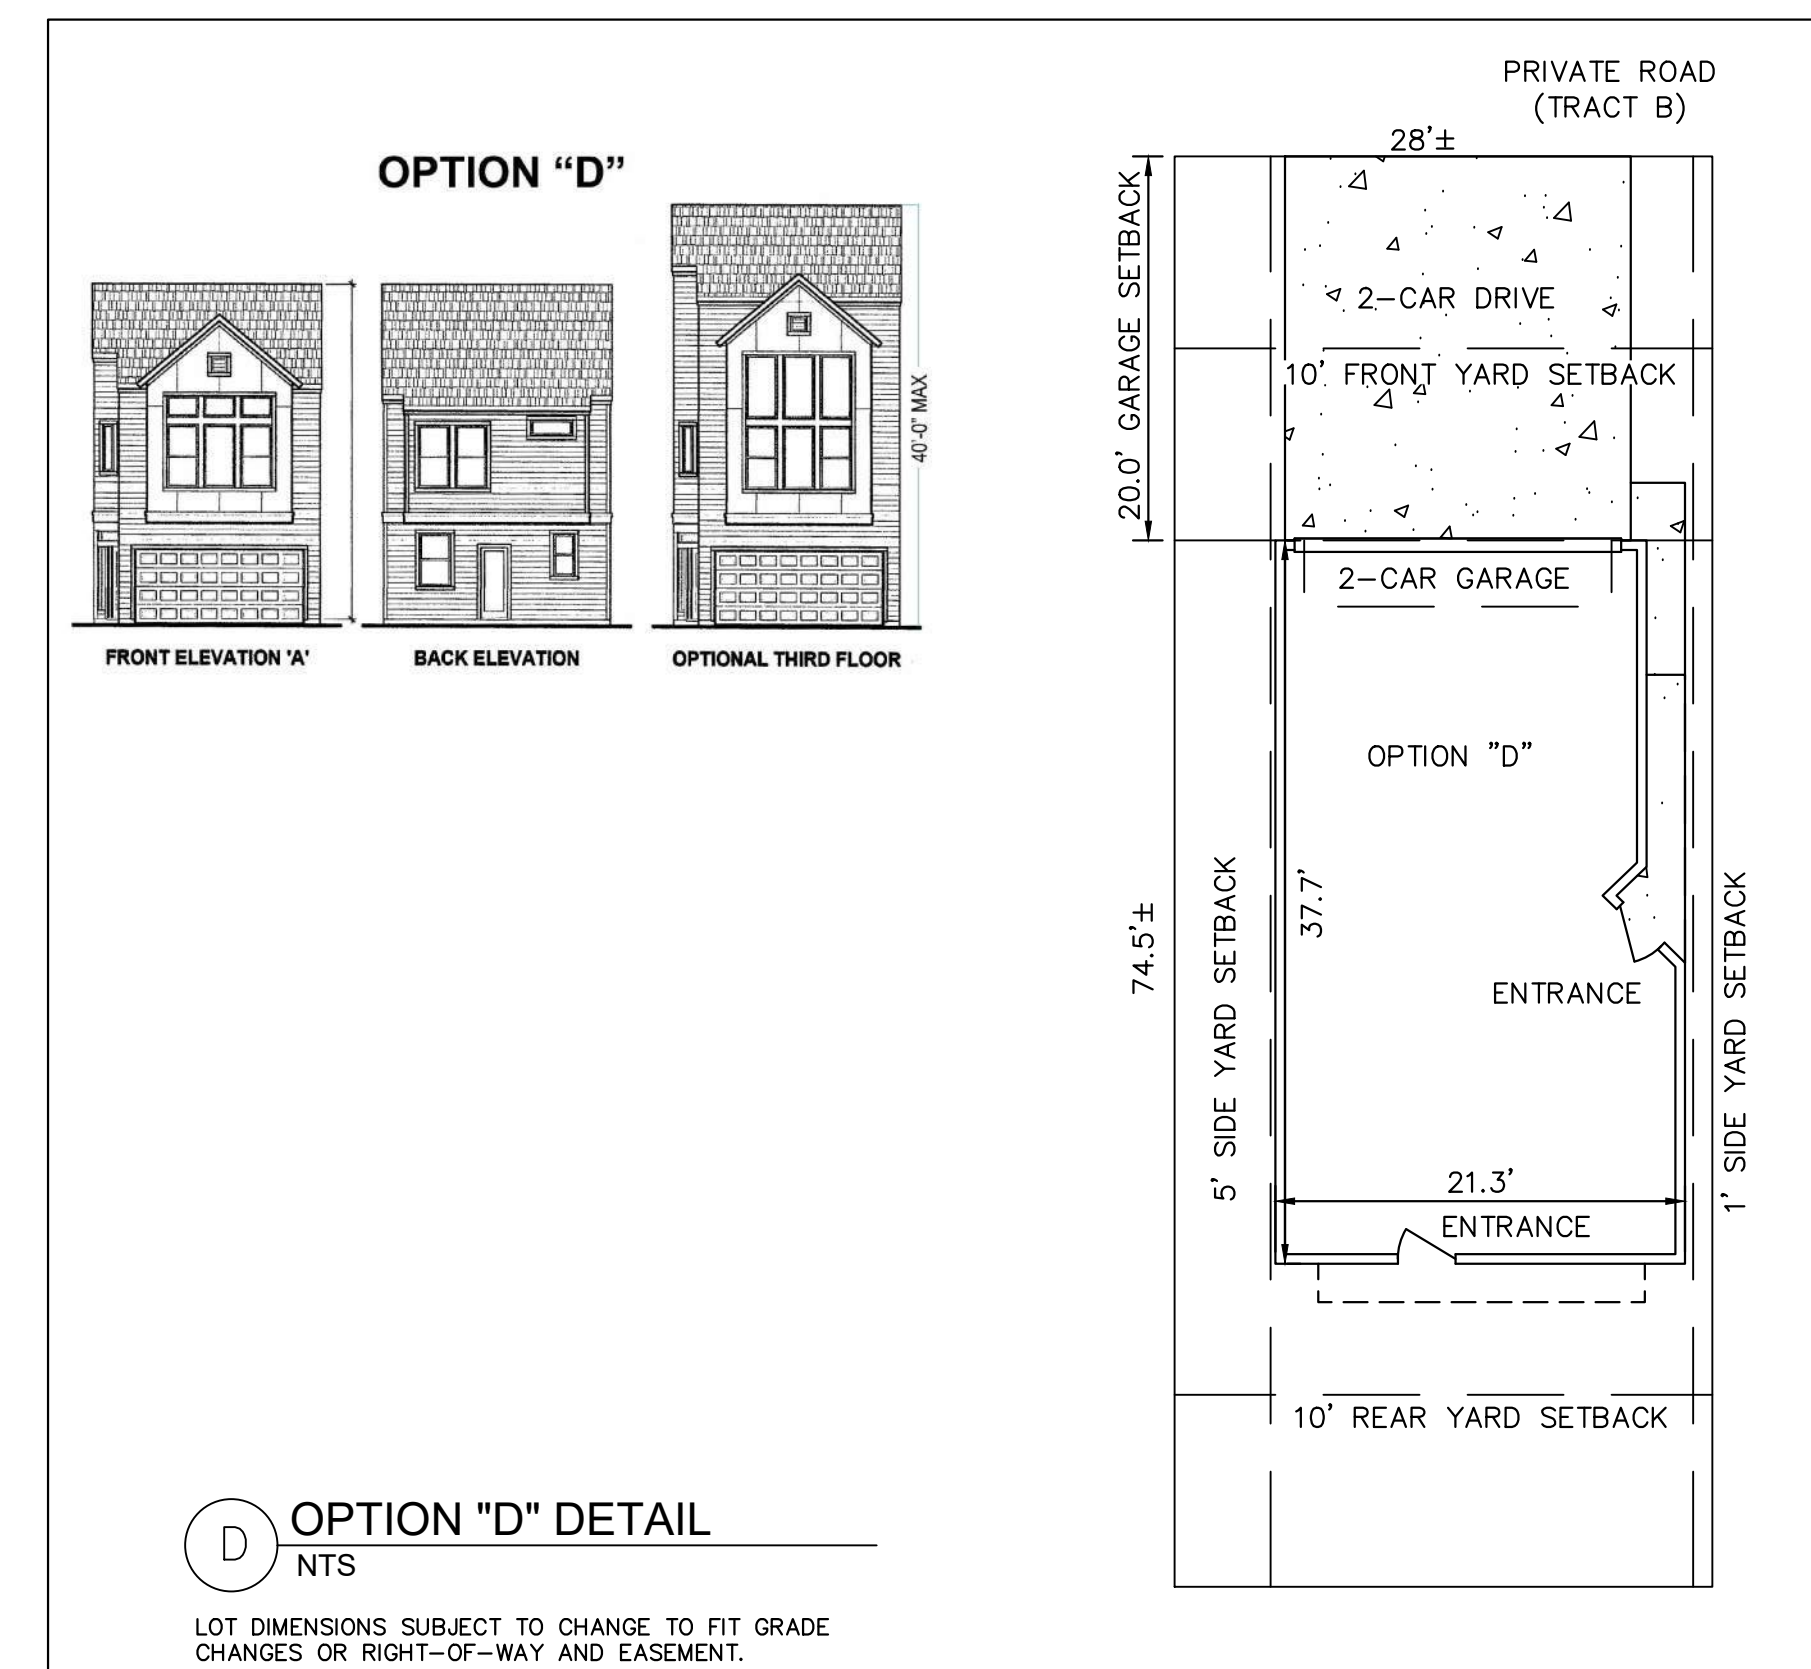 PRIVATE ROAD
(TRACT B)
28'±
OPTION “D”
20.0' GARAGE SETBACK
2-CAR DRIVE
10' FRONT YARD SETBACK
40'-0" MAX
2-CAR GARAGE
FRONT ELEVATION 'A'
BACK ELEVATION
OPTIONAL THIRD FLOOR
OPTION "D"
74.5'±
5' SIDE YARD SETBACK
37.7'
1' SIDE YARD SETBACK
ENTRANCE
21.3'
ENTRANCE
10' REAR YARD SETBACK
D
OPTION "D" DETAIL
NTS
LOT DIMENSIONS SUBJECT TO CHANGE TO FIT GRADE
CHANGES OR RIGHT-OF-WAY AND EASEMENT.